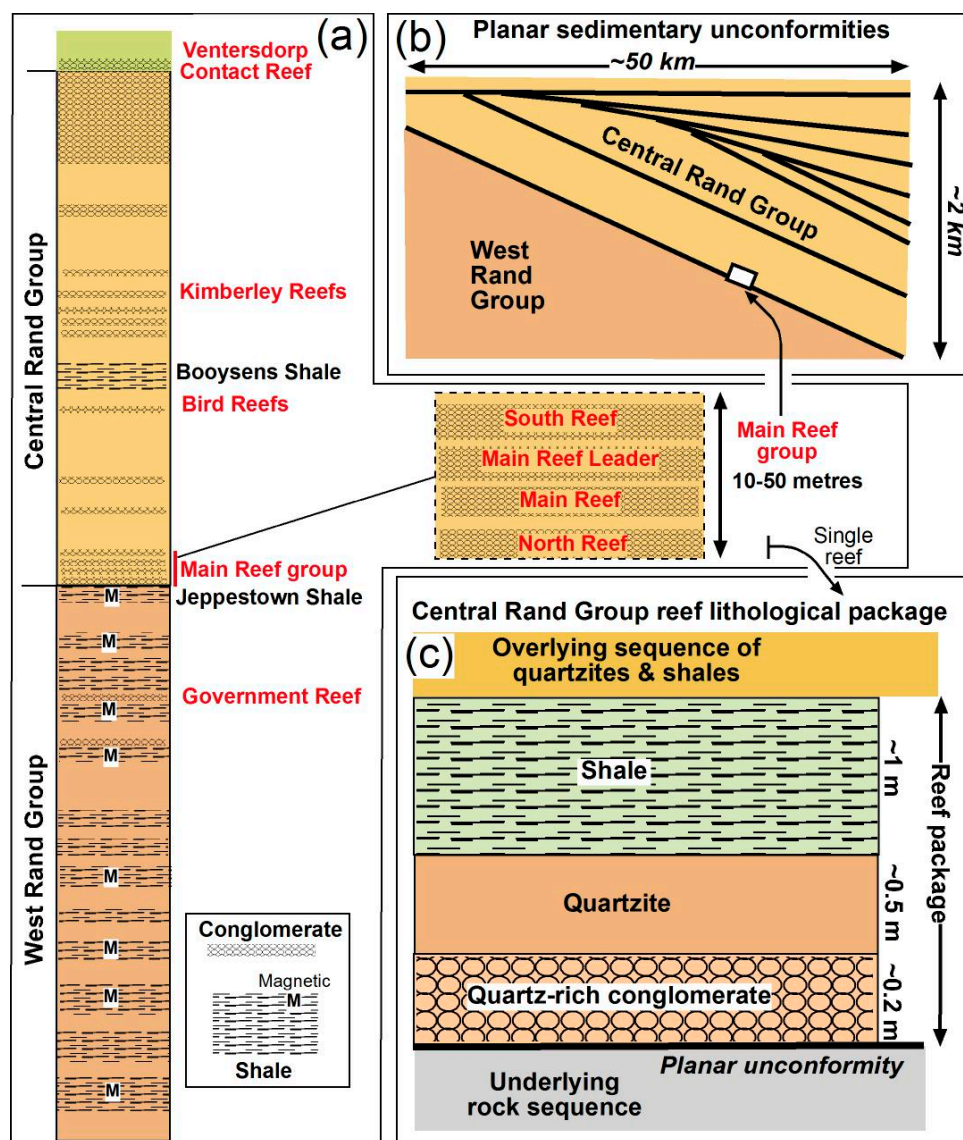 (a)
Ventersdorp
Contact Reef
Central Rand Group
Kimberley Reefs
Booysens Shale
Bird Reefs
Main Reef group
M
Jeppestown Shale
M
Government Reef
M
M
West Rand Group
M
M
M
M
Conglomerate
Magnetic
M
Shale
(b)
Planar sedimentary unconformities
~50 km
Central Rand Group
West
Rand
Group
~2 km
South Reef
Main Reef Leader
Main Reef
North Reef
Main Reef
group
10-50 metres
Single
reef
Central Rand Group reef lithological package
(c)
Overlying sequence of
quartzites & shales
Shale
~1 m
Quartzite
~0.5 m
Quartz-rich conglomerate
~0.2 m
Reef package
Planar unconformity
Underlying
rock sequence